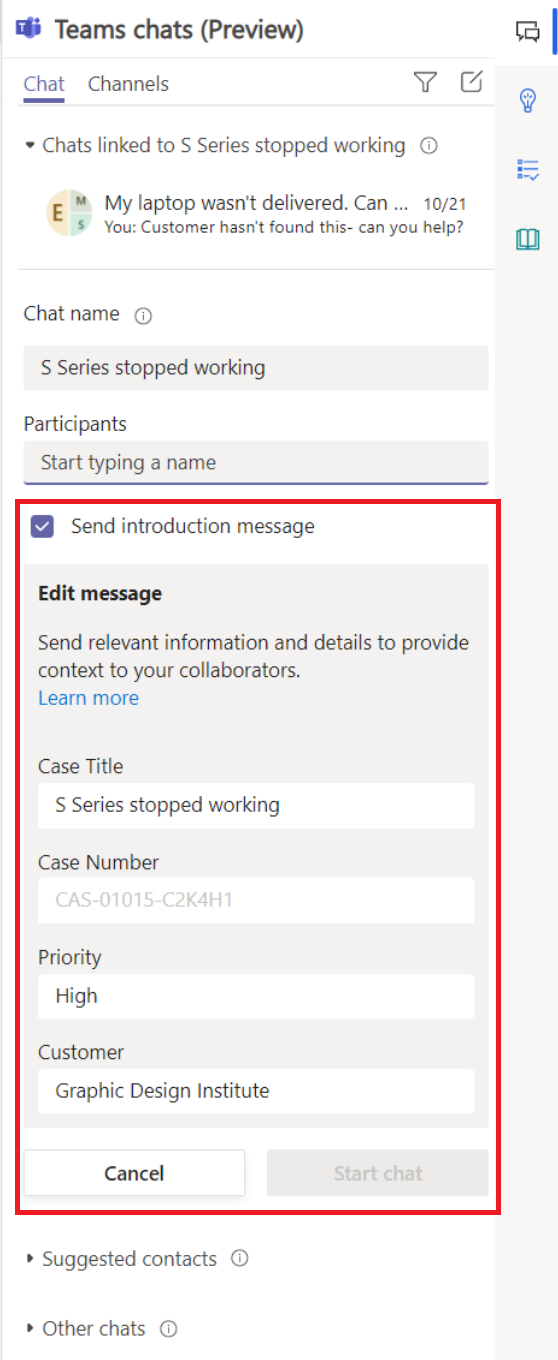 Teams chats (Preview)
Chat Channels
Chats linked to S Series stopped working
E M S
My laptop wasn't delivered. Can ... 10/21
You: Customer hasn't found this- can you help?
Chat name
S Series stopped working
Participants
Start typing a name
Send introduction message
Edit message
Send relevant information and details to provide
context to your collaborators.
Learn more
Case Title
S Series stopped working
Case Number
CAS-01015-C2K4H1
Priority
High
Customer
Graphic Design Institute
Cancel Start chat
Suggested contacts
Other chats